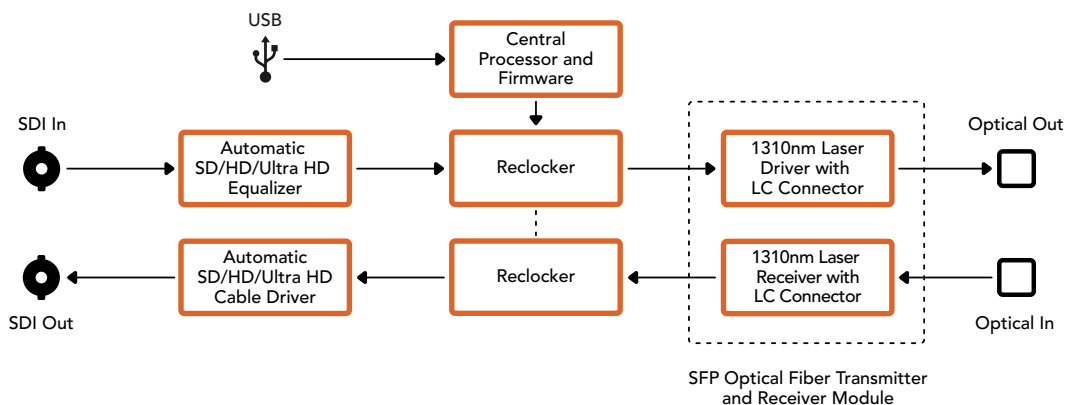 USB
Central
Processor and
Firmware
SDI In
Automatic
SD/HD/Ultra HD
Equalizer
Reclocker
1310nm Laser
Driver with
LC Connector
Optical Out
SDI Out
Automatic
SD/HD/Ultra HD
Cable Driver
Reclocker
1310nm Laser
Receiver with
LC Connector
Optical In
SFP Optical Fiber Transmitter
and Receiver Module